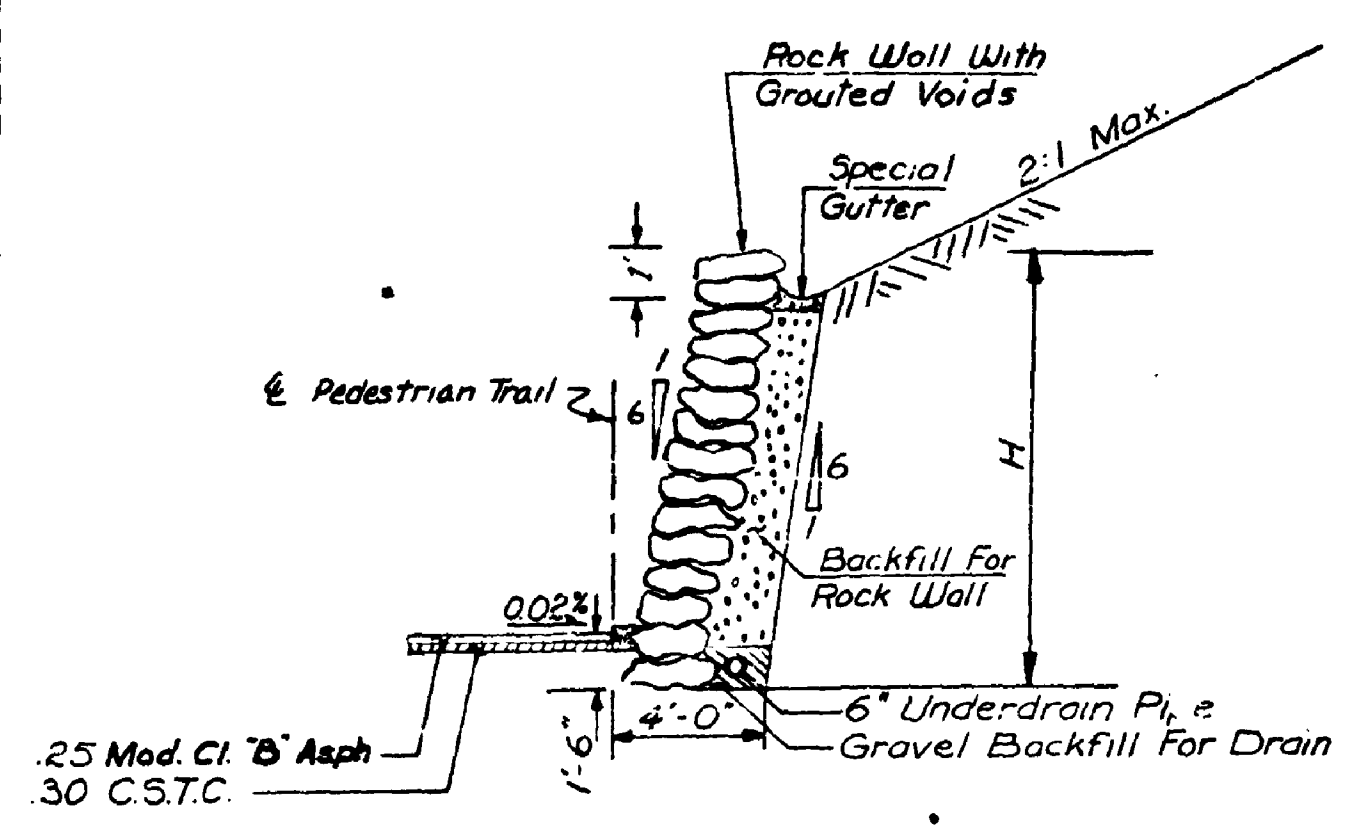 Rock Wall With
Grouted Voids
2:1 Max.
Special
Gutter
1'
℄ Pedestrian Trail
1
6
6
1
H
Backfill For
Rock Wall
0.02%
1'-6"
4'-0"
6" Underdrain
Gravel Backfill For Drain
.25 Mod. Cl. "B" Asph
.30 C.S.T.C.